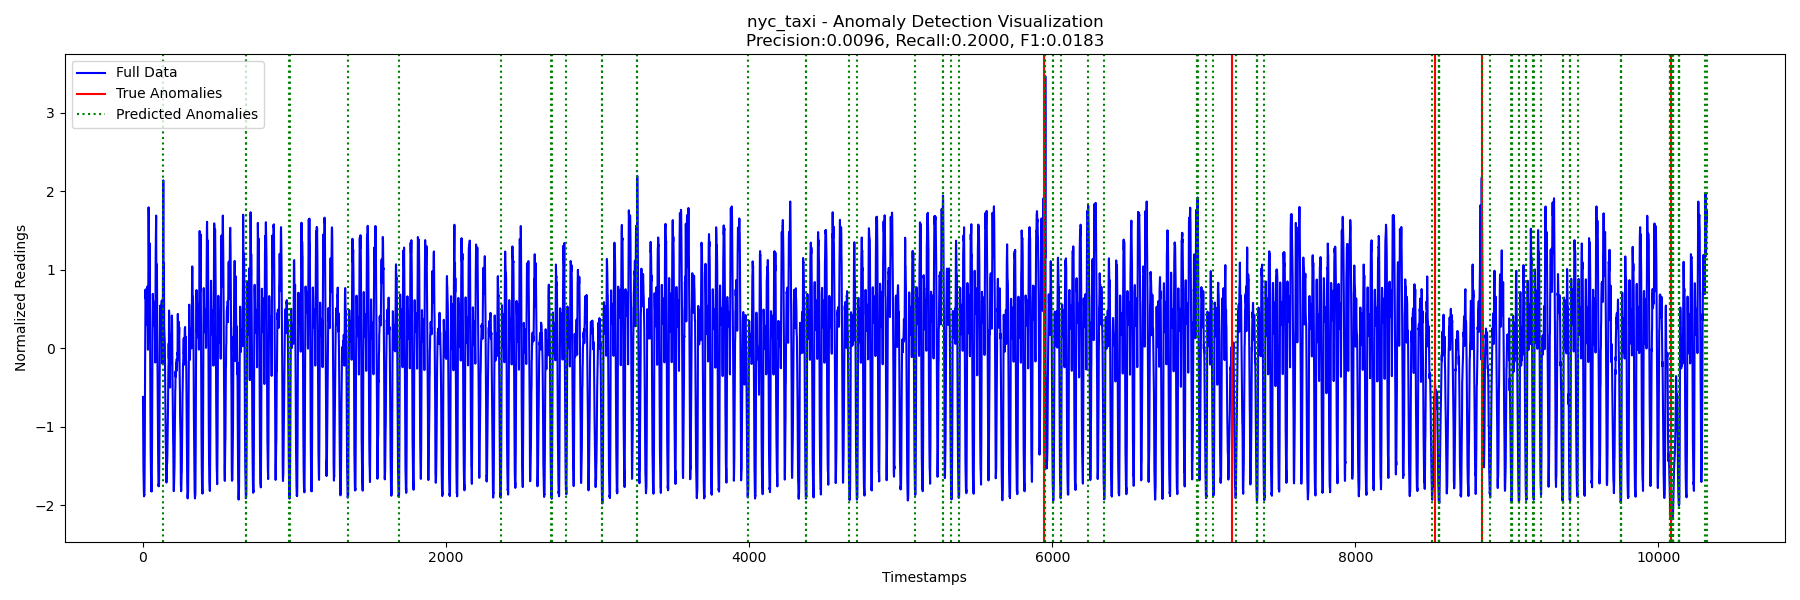 nyc_taxi - Anomaly Detection Visualization
Precision:0.0096, Recall:0.2000, F1:0.0183
Full Data
True Anomalies
Predicted Anomalies
Normalized Readings
3
2
1
0
−1
−2
0 2000 4000 6000 8000 10000
Timestamps